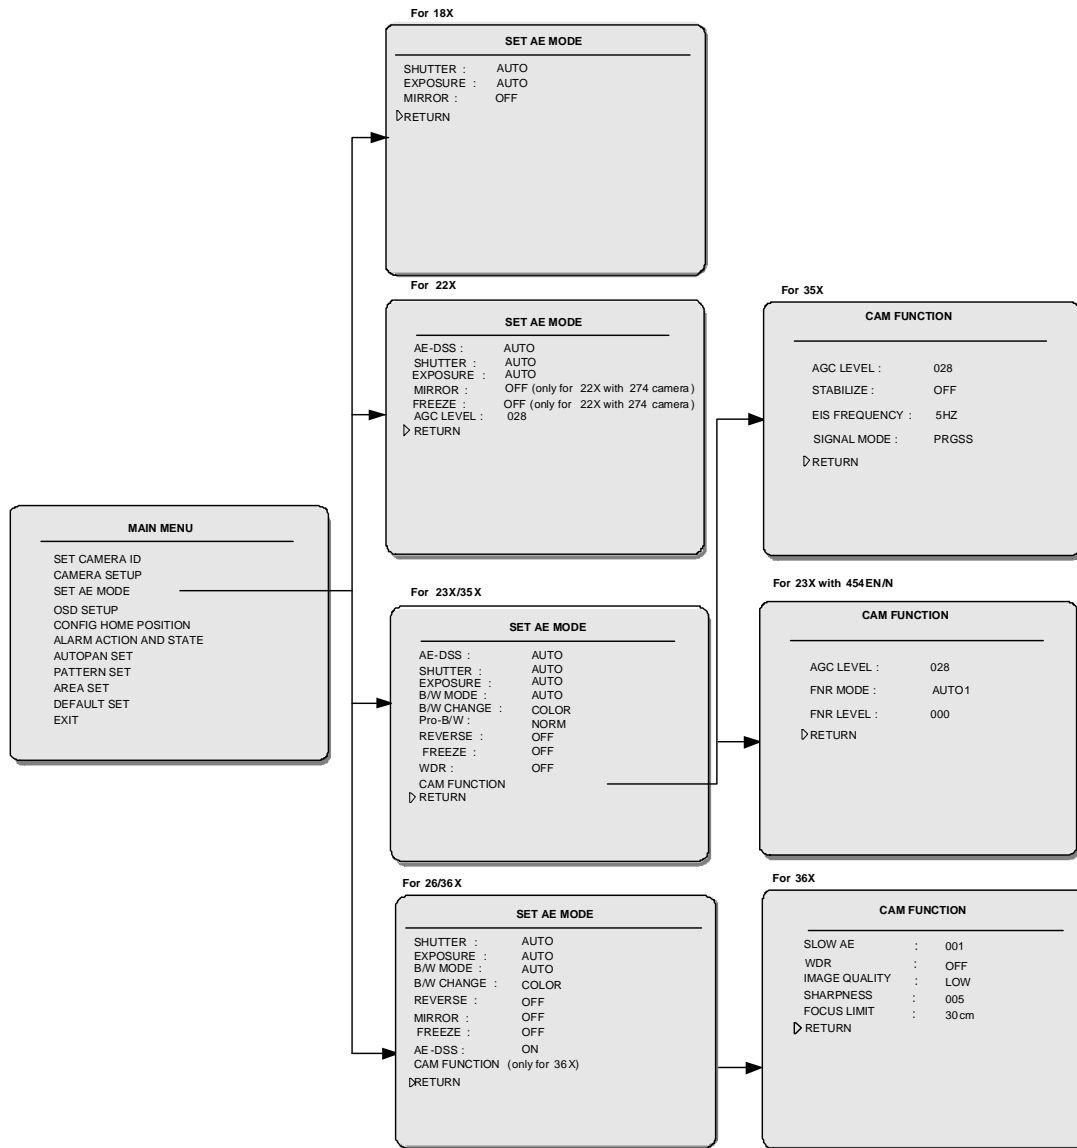 For 18X
SET AE MODE
SHUTTER : AUTO
EXPOSURE : AUTO
MIRROR : OFF
RETURN
For 22X
SET AE MODE
AE-DSS : AUTO
SHUTTER : AUTO
EXPOSURE : AUTO
MIRROR : OFF (only for 22X with 274 camera)
FREEZE : OFF (only for 22X with 274 camera)
AGC LEVEL : 028
RETURN
For 35X
CAM FUNCTION
AGC LEVEL : 028
STABILIZE : OFF
EIS FREQUENCY : 5HZ
SIGNAL MODE : PRGSS
RETURN
MAIN MENU
SET CAMERA ID
CAMERA SETUP
SET AE MODE
OSD SETUP
CONFIG HOME POSITION
ALARM ACTION AND STATE
AUTOPAN SET
PATTERN SET
AREA SET
DEFAULT SET
EXIT
For 23X/35X
SET AE MODE
AE-DSS : AUTO
SHUTTER : AUTO
EXPOSURE : AUTO
B/W MODE : AUTO
B/W CHANGE : COLOR
Pro-B/W : NORM
REVERSE : OFF
FREEZE : OFF
WDR : OFF
CAM FUNCTION
RETURN
For 23X with 454EN/N
CAM FUNCTION
AGC LEVEL : 028
FNR MODE : AUTO1
FNR LEVEL : 000
RETURN
For 26/36X
SET AE MODE
SHUTTER : AUTO
EXPOSURE : AUTO
B/W MODE : AUTO
B/W CHANGE : COLOR
REVERSE : OFF
MIRROR : OFF
FREEZE : OFF
AE-DSS : ON
CAM FUNCTION (only for 36X)
RETURN
For 36X
CAM FUNCTION
SLOW AE : 001
WDR : OFF
IMAGE QUALITY : LOW
SHARPNESS : 005
FOCUS LIMIT : 30cm
RETURN